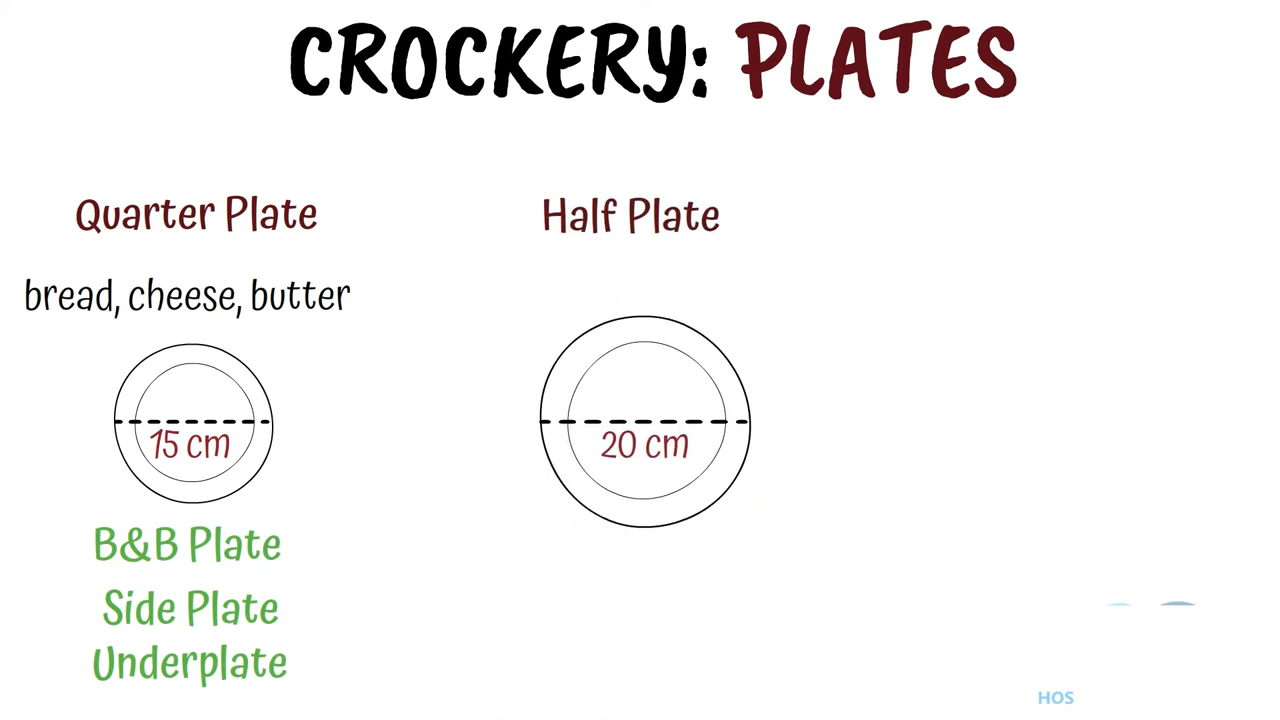 CROCKERY: PLATES
Quarter Plate
bread, cheese, butter
15 cm
B&B Plate
Side Plate
Underplate
Half Plate
20 cm
HOS